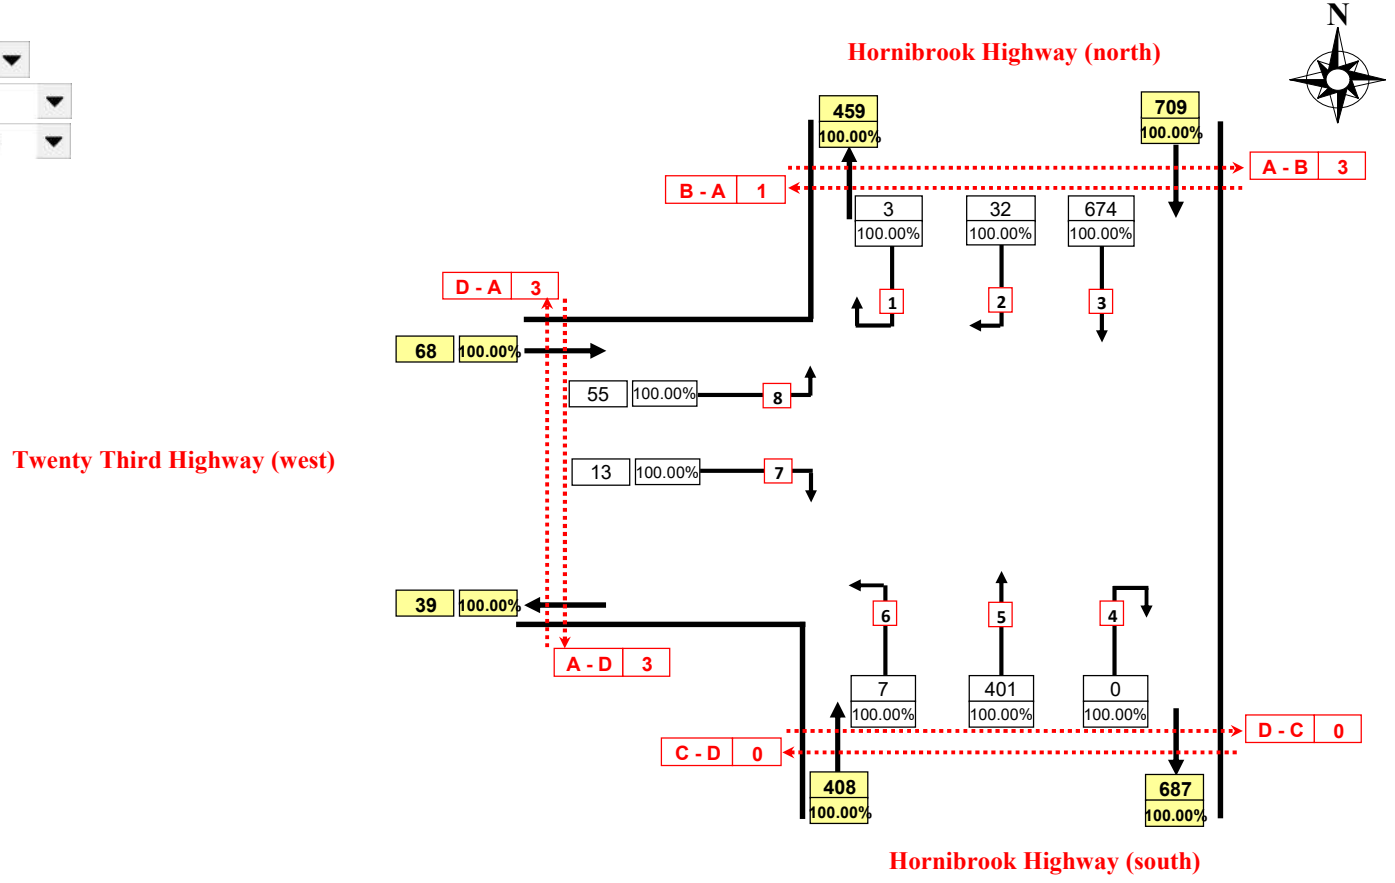 N
Hornibrook Highway (north)
459
100.00%
709
100.00%
A - B 3
B - A 1
3
100.00%
32
100.00%
674
100.00%
D - A 3
1
2
3
68 100.00%
55 100.00% 8
Twenty Third Highway (west)
13 100.00% 7
39 100.00%
6
5
4
A - D 3
7
100.00%
401
100.00%
0
100.00%
D - C 0
C - D 0
408
100.00%
687
100.00%
Hornibrook Highway (south)